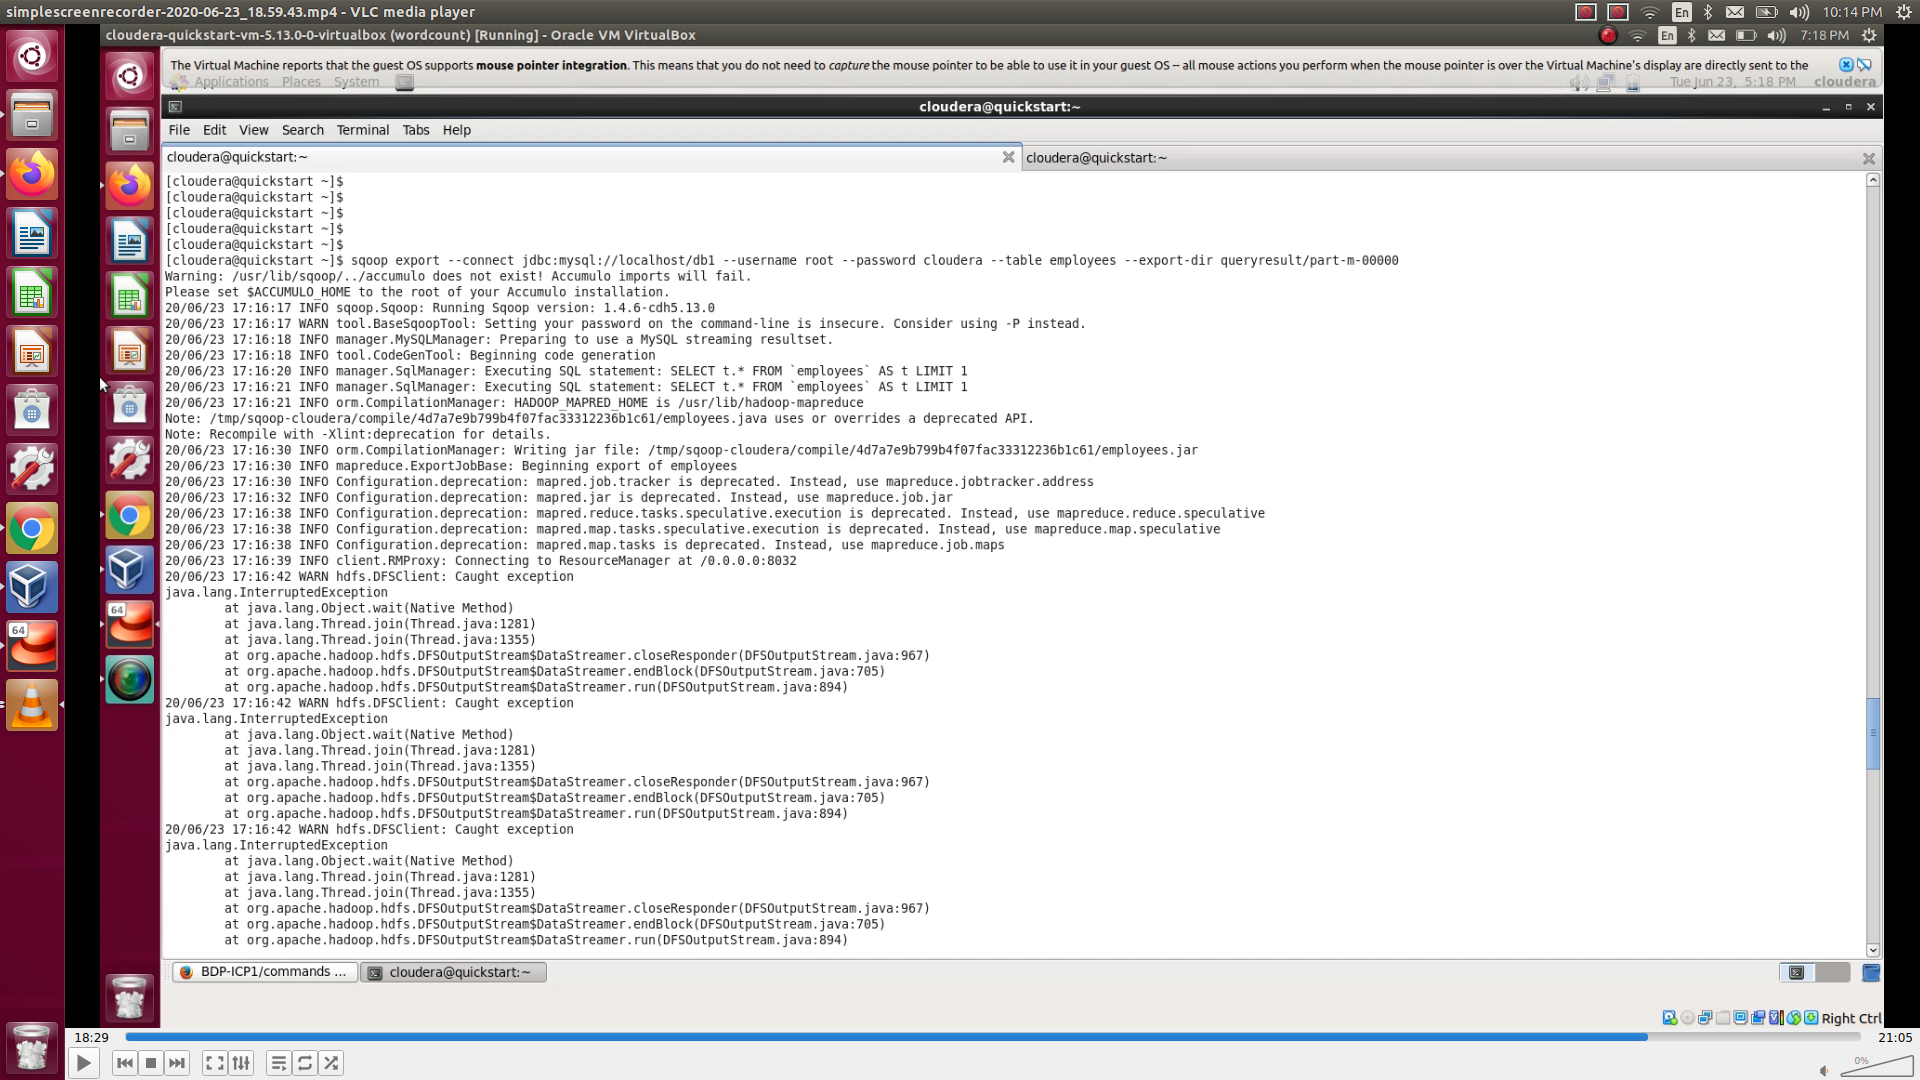 simplescreenrecorder-2020-06-23_18.59.43.mp4 - VLC media player
En
10:14 PM
cloudera-quickstart-vm-5.13.0-0-virtualbox (wordcount) [Running] - Oracle VM VirtualBox
En
7:18 PM
The Virtual Machine reports that the guest OS supports mouse pointer integration. This means that you do not need to capture the mouse pointer to be able to use it in your guest OS -- all mouse actions you perform when the mouse pointer is over the Virtual Machine's display are directly sent to the
Applications Places System
Tue Jun 23, 5:18 PM cloudera
cloudera@quickstart:~
File Edit View Search Terminal Tabs Help
cloudera@quickstart:~
cloudera@quickstart:~
[cloudera@quickstart ~]$
[cloudera@quickstart ~]$
[cloudera@quickstart ~]$
[cloudera@quickstart ~]$
[cloudera@quickstart ~]$
[cloudera@quickstart ~]$ sqoop export --connect jdbc:mysql://localhost/db1 --username root --password cloudera --table employees --export-dir queryresult/part-m-00000
Warning: /usr/lib/sqoop/../accumulo does not exist! Accumulo imports will fail.
Please set $ACCUMULO_HOME to the root of your Accumulo installation.
20/06/23 17:16:17 INFO sqoop.Sqoop: Running Sqoop version: 1.4.6-cdh5.13.0
20/06/23 17:16:17 WARN tool.BaseSqoopTool: Setting your password on the command-line is insecure. Consider using -P instead.
20/06/23 17:16:18 INFO manager.MySQLManager: Preparing to use a MySQL streaming resultset.
20/06/23 17:16:18 INFO tool.CodeGenTool: Beginning code generation
20/06/23 17:16:20 INFO manager.SqlManager: Executing SQL statement: SELECT t.* FROM `employees` AS t LIMIT 1
20/06/23 17:16:21 INFO manager.SqlManager: Executing SQL statement: SELECT t.* FROM `employees` AS t LIMIT 1
20/06/23 17:16:21 INFO orm.CompilationManager: HADOOP_MAPRED_HOME is /usr/lib/hadoop-mapreduce
Note: /tmp/sqoop-cloudera/compile/4d7a7e9b799b4f07fac33312236b1c61/employees.java uses or overrides a deprecated API.
Note: Recompile with -Xlint:deprecation for details.
20/06/23 17:16:30 INFO orm.CompilationManager: Writing jar file: /tmp/sqoop-cloudera/compile/4d7a7e9b799b4f07fac33312236b1c61/employees.jar
20/06/23 17:16:30 INFO mapreduce.ExportJobBase: Beginning export of employees
20/06/23 17:16:30 INFO Configuration.deprecation: mapred.job.tracker is deprecated. Instead, use mapreduce.jobtracker.address
20/06/23 17:16:32 INFO Configuration.deprecation: mapred.jar is deprecated. Instead, use mapreduce.job.jar
20/06/23 17:16:38 INFO Configuration.deprecation: mapred.reduce.tasks.speculative.execution is deprecated. Instead, use mapreduce.reduce.speculative
20/06/23 17:16:38 INFO Configuration.deprecation: mapred.map.tasks.speculative.execution is deprecated. Instead, use mapreduce.map.speculative
20/06/23 17:16:38 INFO Configuration.deprecation: mapred.map.tasks is deprecated. Instead, use mapreduce.job.maps
20/06/23 17:16:39 INFO client.RMProxy: Connecting to ResourceManager at /0.0.0.0:8032
20/06/23 17:16:42 WARN hdfs.DFSClient: Caught exception
java.lang.InterruptedException
at java.lang.Object.wait(Native Method)
at java.lang.Thread.join(Thread.java:1281)
at java.lang.Thread.join(Thread.java:1355)
at org.apache.hadoop.hdfs.DFSOutputStream$DataStreamer.closeResponder(DFSOutputStream.java:967)
at org.apache.hadoop.hdfs.DFSOutputStream$DataStreamer.endBlock(DFSOutputStream.java:705)
at org.apache.hadoop.hdfs.DFSOutputStream$DataStreamer.run(DFSOutputStream.java:894)
20/06/23 17:16:42 WARN hdfs.DFSClient: Caught exception
java.lang.InterruptedException
at java.lang.Object.wait(Native Method)
at java.lang.Thread.join(Thread.java:1281)
at java.lang.Thread.join(Thread.java:1355)
at org.apache.hadoop.hdfs.DFSOutputStream$DataStreamer.closeResponder(DFSOutputStream.java:967)
at org.apache.hadoop.hdfs.DFSOutputStream$DataStreamer.endBlock(DFSOutputStream.java:705)
at org.apache.hadoop.hdfs.DFSOutputStream$DataStreamer.run(DFSOutputStream.java:894)
20/06/23 17:16:42 WARN hdfs.DFSClient: Caught exception
java.lang.InterruptedException
at java.lang.Object.wait(Native Method)
at java.lang.Thread.join(Thread.java:1281)
at java.lang.Thread.join(Thread.java:1355)
at org.apache.hadoop.hdfs.DFSOutputStream$DataStreamer.closeResponder(DFSOutputStream.java:967)
at org.apache.hadoop.hdfs.DFSOutputStream$DataStreamer.endBlock(DFSOutputStream.java:705)
at org.apache.hadoop.hdfs.DFSOutputStream$DataStreamer.run(DFSOutputStream.java:894)
64
64
BDP-ICP1/commands ...
cloudera@quickstart:~
Right Ctrl
18:29
21:05
0%